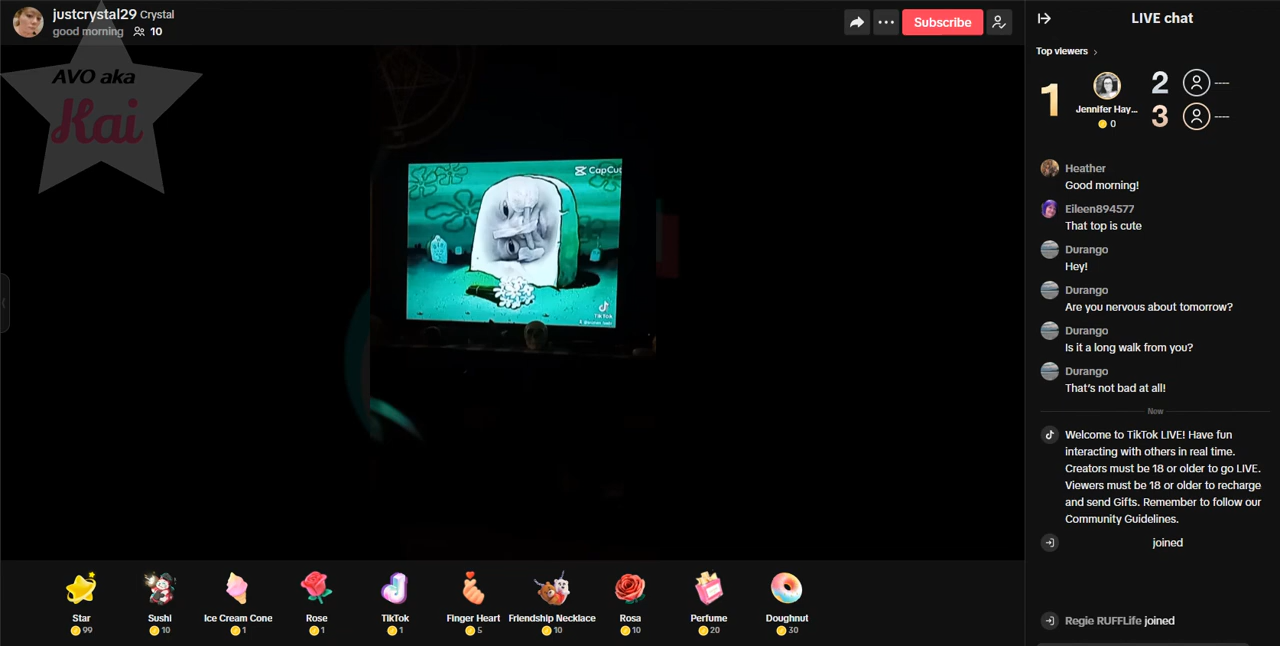 justcrystal29 Crystal
good morning 10
Subscribe
AVO aka
Kai
CapCu
TikTok
LIVE chat
Top viewers
1
Jennifer Hay...
0
2 ----
3 ----
Heather
Good morning!
Eileen894577
That top is cute
Durango
Hey!
Durango
Are you nervous about tomorrow?
Durango
Is it a long walk from you?
Durango
That's not bad at all!
Now
Welcome to TikTok LIVE! Have fun
interacting with others in real time.
Creators must be 18 or older to go LIVE.
Viewers must be 18 or older to recharge
and send Gifts. Remember to follow our
Community Guidelines.
joined
Regie RUFFLife joined
Star
99
Sushi
10
Ice Cream Cone
1
Rose
1
TikTok
1
Finger Heart
5
Friendship Necklace
10
Rosa
10
Perfume
20
Doughnut
30